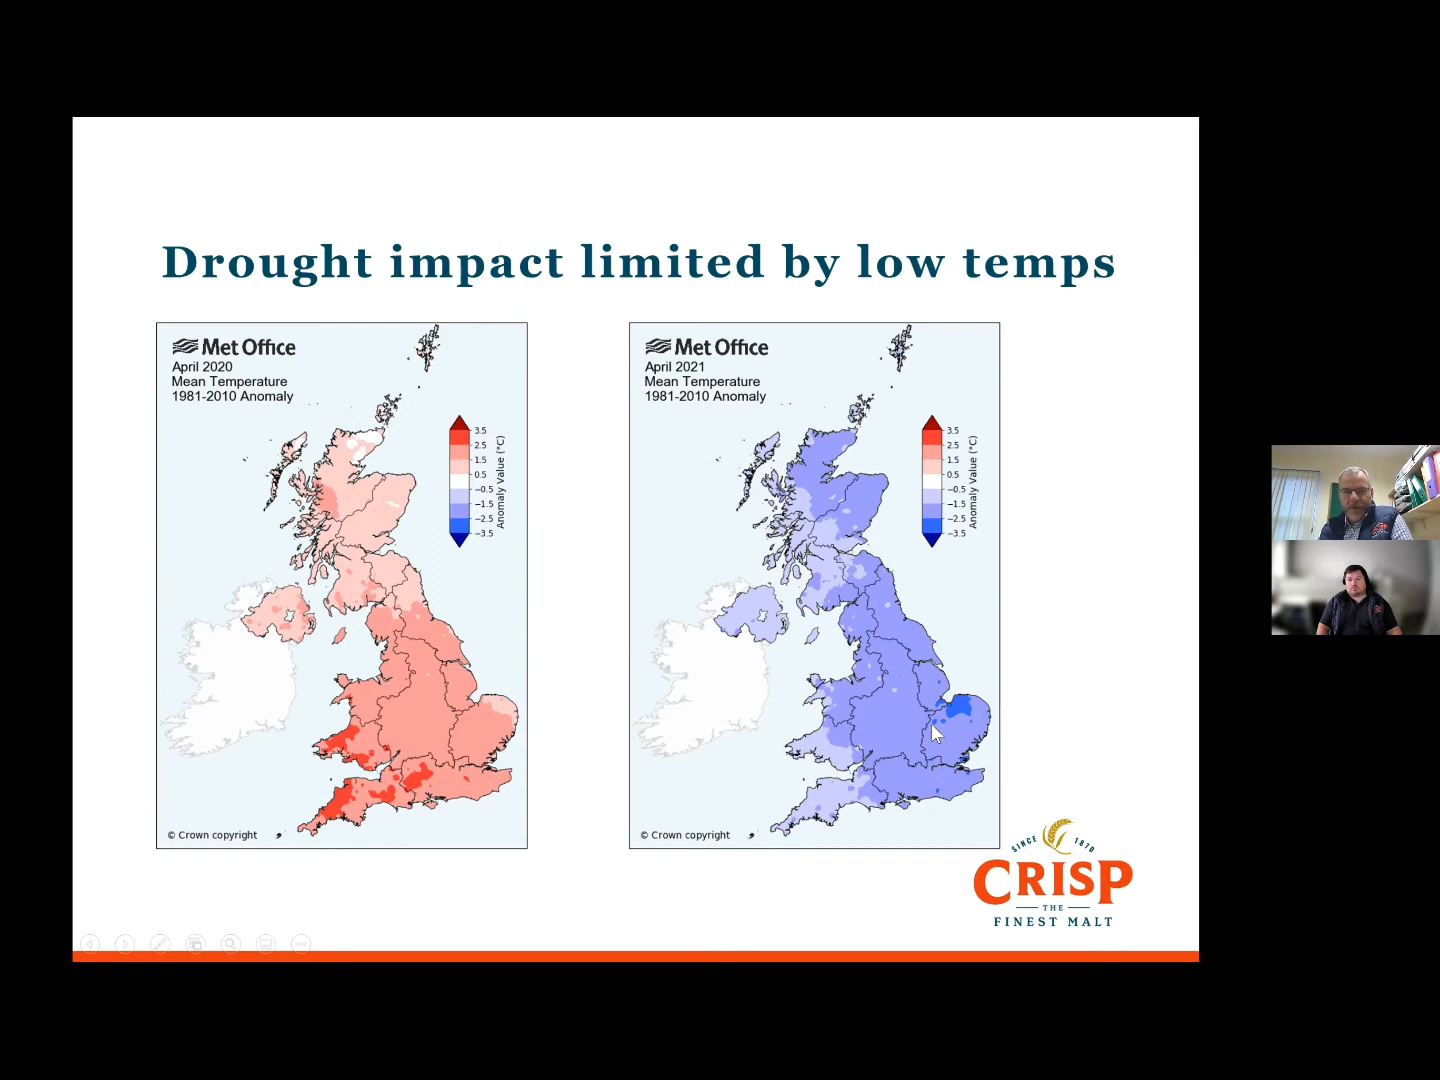 Drought impact limited by low temps
Met Office
April 2020
Mean Temperature
1981-2010 Anomaly
3.5
2.5
1.5
0.5
−0.5
−1.5
−2.5
−3.5
Anomaly Value (°C)
© Crown copyright
Met Office
April 2021
Mean Temperature
1981-2010 Anomaly
3.5
2.5
1.5
0.5
−0.5
−1.5
−2.5
−3.5
Anomaly Value (°C)
© Crown copyright
SINCE 1870
CRISP
THE
FINEST MALT